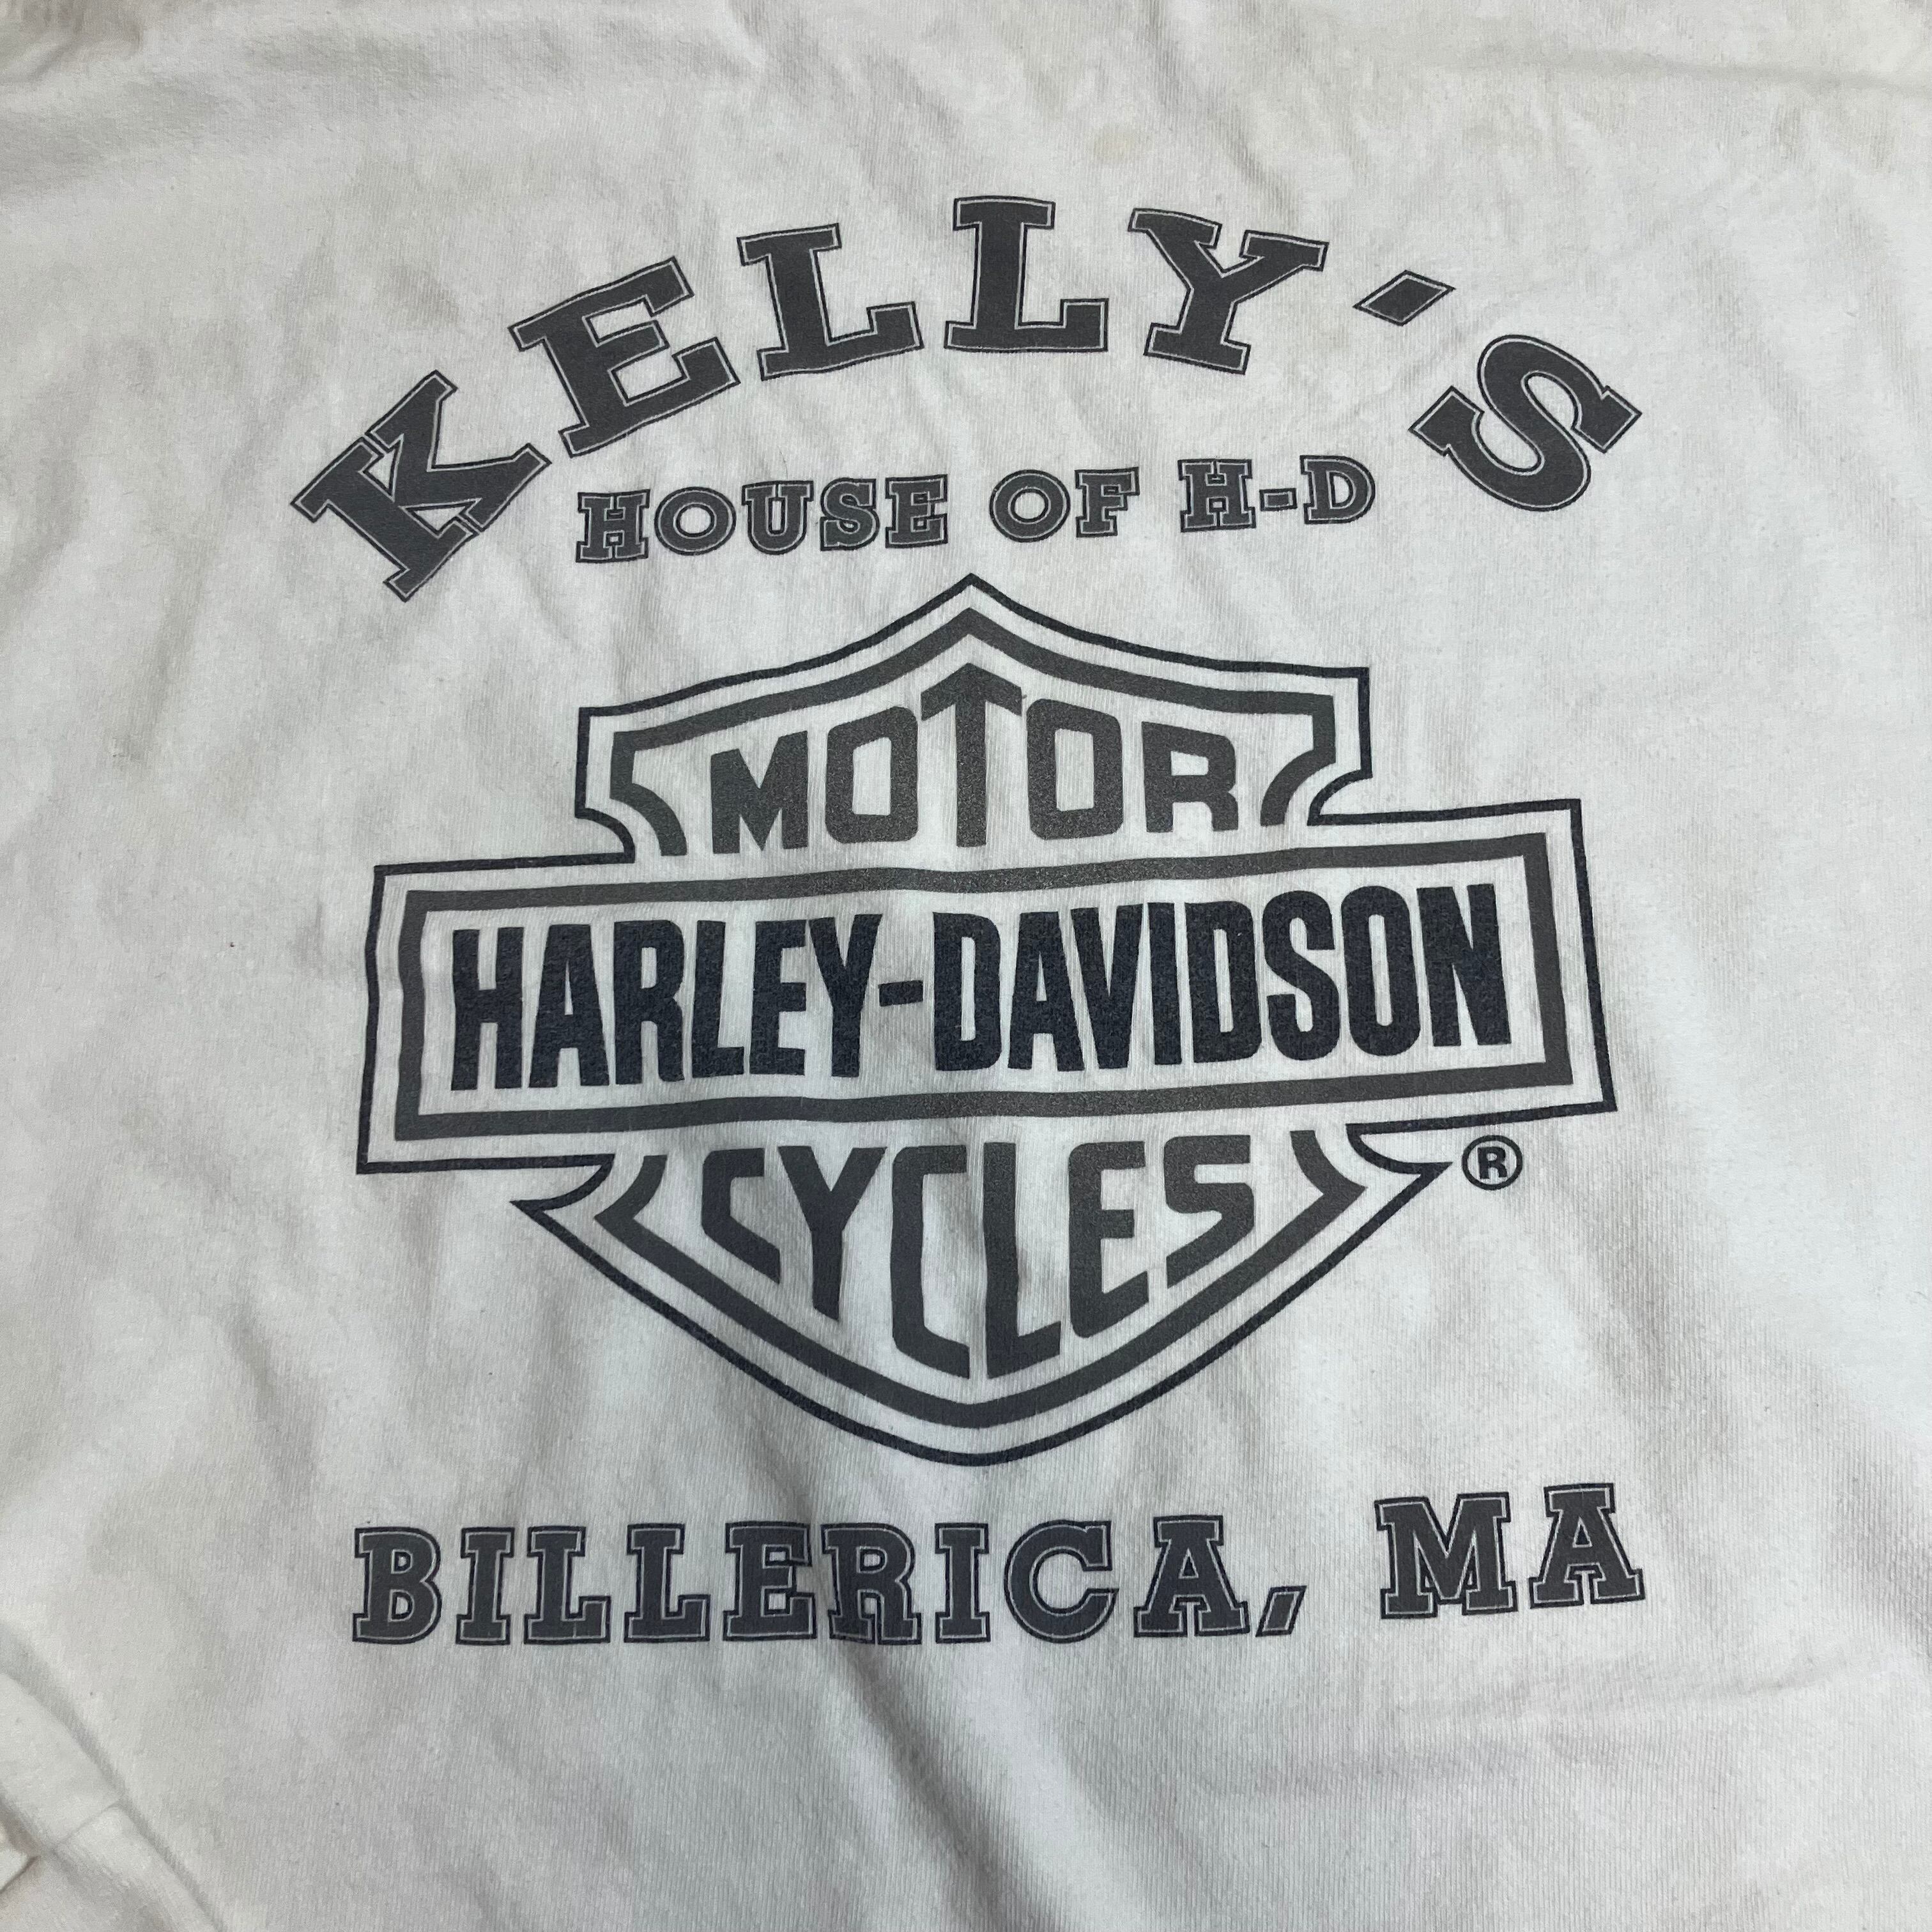 KELLY'S
HOUSE OF H-D
MOTOR
HARLEY-DAVIDSON
CYCLES
®
BILLERICA, MA